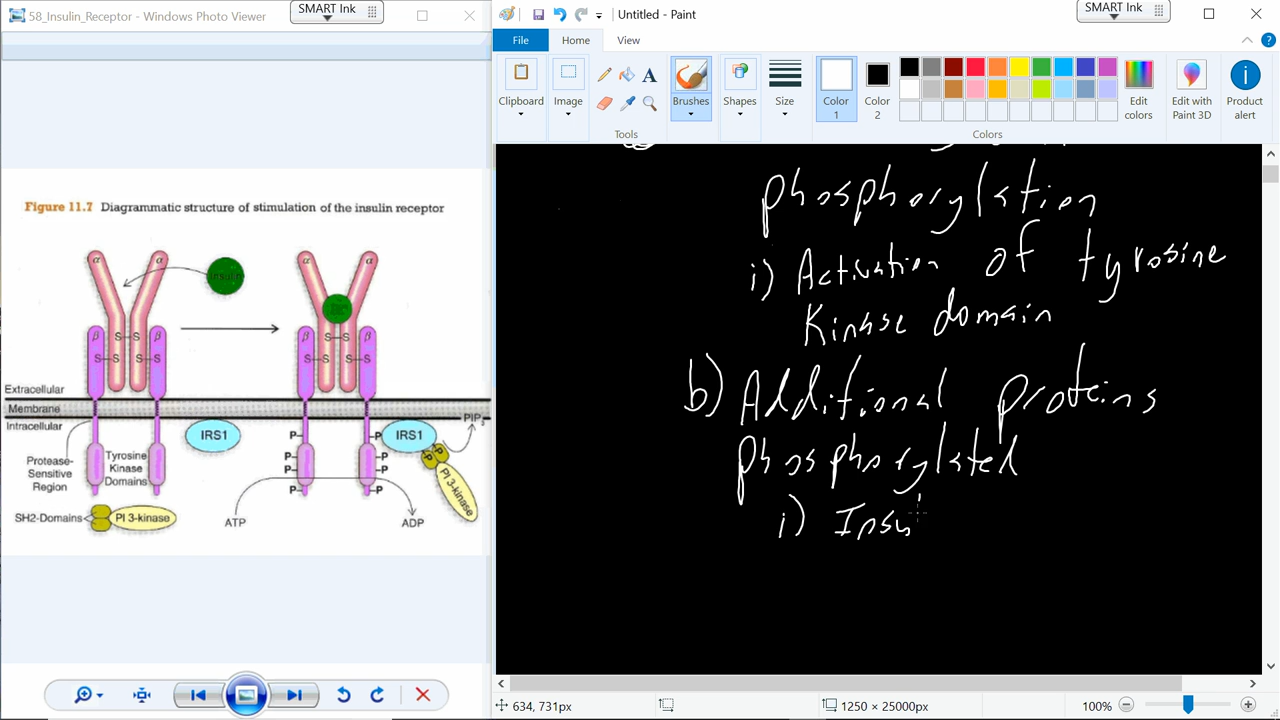 58_Insulin_Receptor - Windows Photo Viewer
SMART Ink
Figure 11.7 Diagrammatic structure of stimulation of the insulin receptor
α
α
insulin
α
α
β
β
β
β
S
S
S
S
S
S
S
S
S
S
S
S
Extracellular
Membrane
Intracellular
PIP3
IRS1
IRS1
P
P
P
P
P
P
P
P
P
P
Protease-
Sensitive
Region
Tyrosine
Kinase
Domains
PI 3-kinase
SH2-Domains
PI 3-kinase
ATP
ADP
Untitled - Paint
SMART Ink
File
Home
View
Clipboard
Image
Tools
Brushes
Shapes
Size
Color
1
Color
2
Colors
Edit
colors
Edit with
Paint 3D
Product
alert
phosphorylation
i) Activation of tyrosine
Kinase domain
b) Additional proteins
phosphorylated
i) Insu
634, 731px
1250 × 25000px
100%